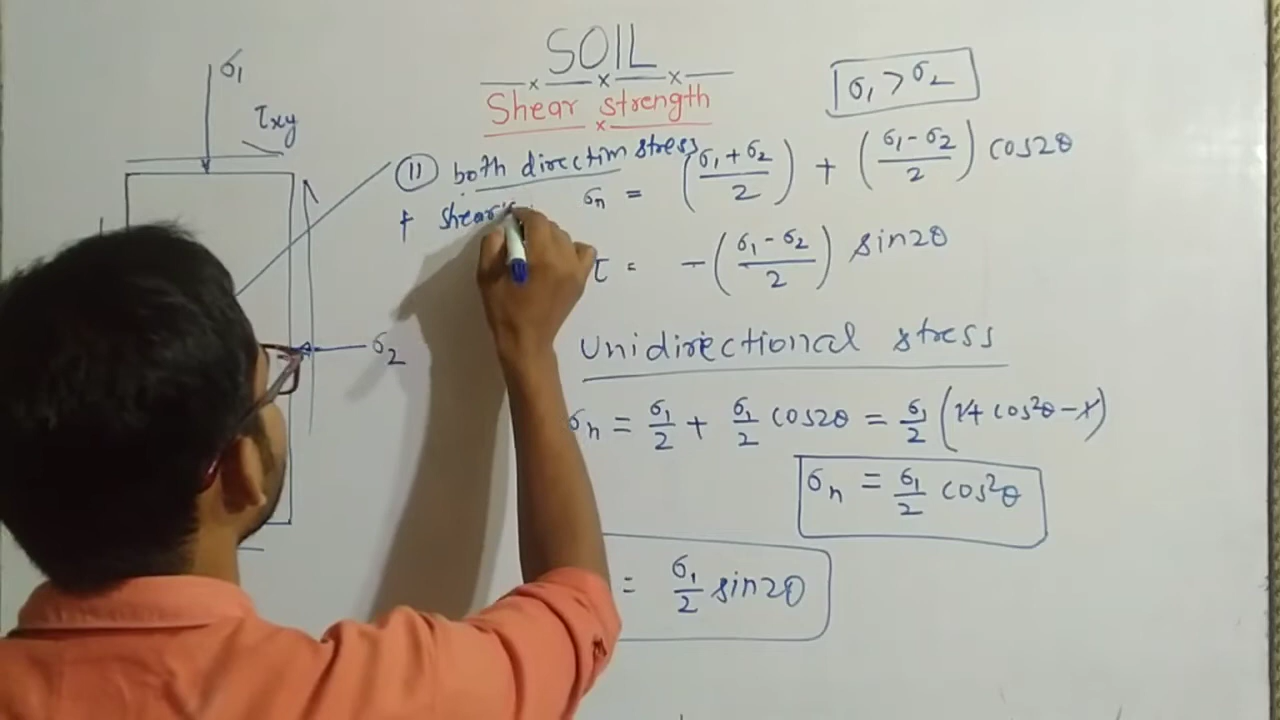 SOIL
Shear strength
σ₁ > σ₂
σ₁
τxy
σ₂
(11) both direction stress
+ shear
σn = (σ₁ + σ₂ / 2) + (σ₁ - σ₂ / 2) cos2θ
τ = -(σ₁ - σ₂ / 2) sin2θ
Unidirectional stress
σn = σ₁/2 + σ₁/2 cos2θ = σ₁/2 (1+ cos²θ - 1)
σn = σ₁/2 cos²θ
= σ₁/2 sin2θ